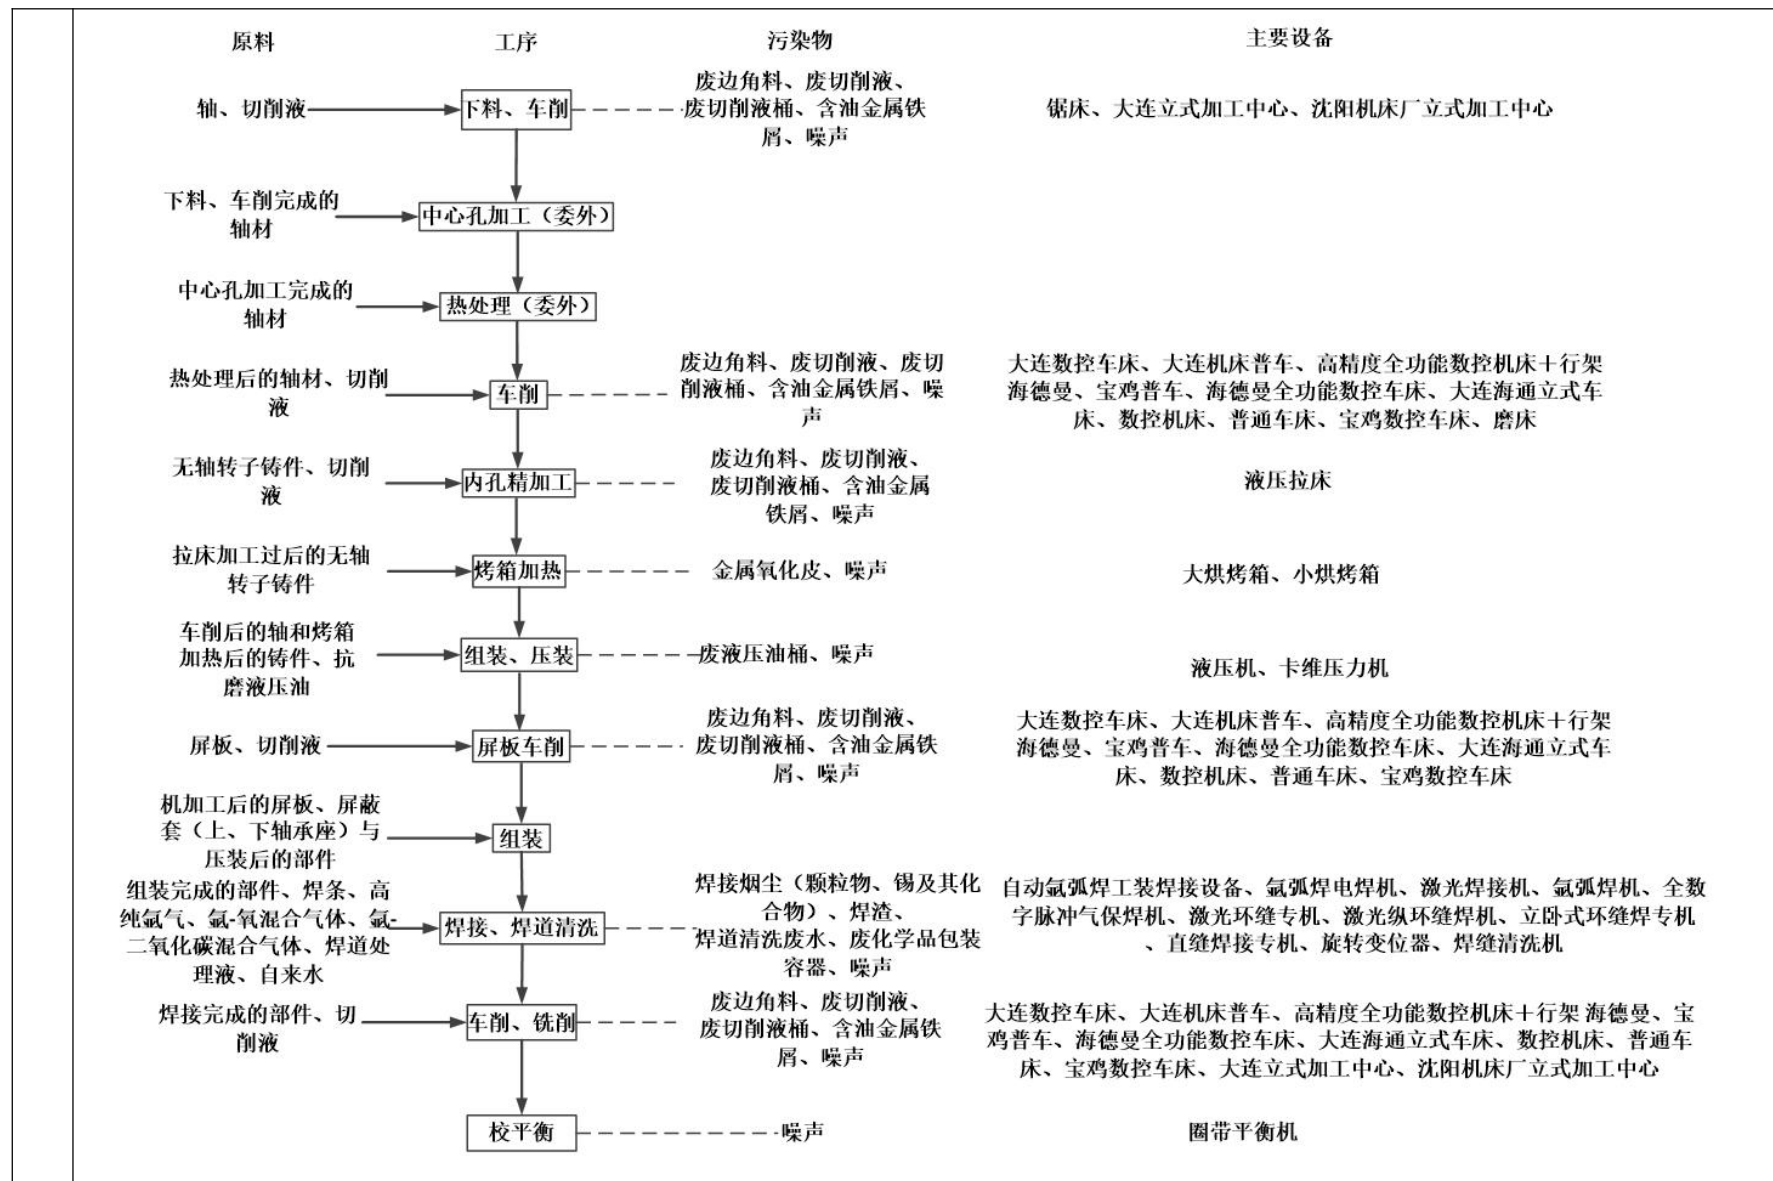 原料 工序 污染物 主要设备
轴、切削液
下料、车削
废边角料、废切削液、
废切削液桶、含油金属铁
屑、噪声
锯床、大连立式加工中心、沈阳机床厂立式加工中心
下料、车削完成的
轴材
中心孔加工（委外）
中心孔加工完成的
轴材
热处理（委外）
热处理后的轴材、切削
液
车削
废边角料、废切削液、废切
削液桶、含油金属铁屑、噪
声
大连数控车床、大连机床普车、高精度全功能数控机床＋行架
海德曼、宝鸡普车、海德曼全功能数控车床、大连海通立式车
床、数控机床、普通车床、宝鸡数控车床、磨床
无轴转子铸件、切削
液
内孔精加工
废边角料、废切削液、
废切削液桶、含油金属
铁屑、噪声
液压拉床
拉床加工过后的无轴
转子铸件
烤箱加热
金属氧化皮、噪声
大烘烤箱、小烘烤箱
车削后的轴和烤箱
加热后的铸件、抗
磨液压油
组装、压装
废液压油桶、噪声
液压机、卡维压力机
屏板、切削液
屏板车削
废边角料、废切削液、
废切削液桶、含油金属铁
屑、噪声
大连数控车床、大连机床普车、高精度全功能数控机床＋行架
海德曼、宝鸡普车、海德曼全功能数控车床、大连海通立式车
床、数控机床、普通车床、宝鸡数控车床
机加工后的屏板、屏蔽
套（上、下轴承座）与
压装后的部件
组装
组装完成的部件、焊条、高
纯氩气、氩-氧混合气体、氩-
二氧化碳混合气体、焊道处
理液、自来水
焊接、焊道清洗
焊接烟尘（颗粒物、锡及其化
合物）、焊渣、
焊道清洗废水、废化学品包装
容器、噪声
自动氩弧焊工装焊接设备、氩弧焊电焊机、激光焊接机、氩弧焊机、全数
字脉冲气保焊机、激光环缝专机、激光纵环缝焊机、立卧式环缝焊专机
、直缝焊接专机、旋转变位器、焊缝清洗机
焊接完成的部件、切
削液
车削、铣削
废边角料、废切削液、
废切削液桶、含油金属铁
屑、噪声
大连数控车床、大连机床普车、高精度全功能数控机床＋行架 海德曼、宝
鸡普车、海德曼全功能数控车床、大连海通立式车床、数控机床、普通车
床、宝鸡数控车床、大连立式加工中心、沈阳机床厂立式加工中心
校平衡
噪声
圈带平衡机